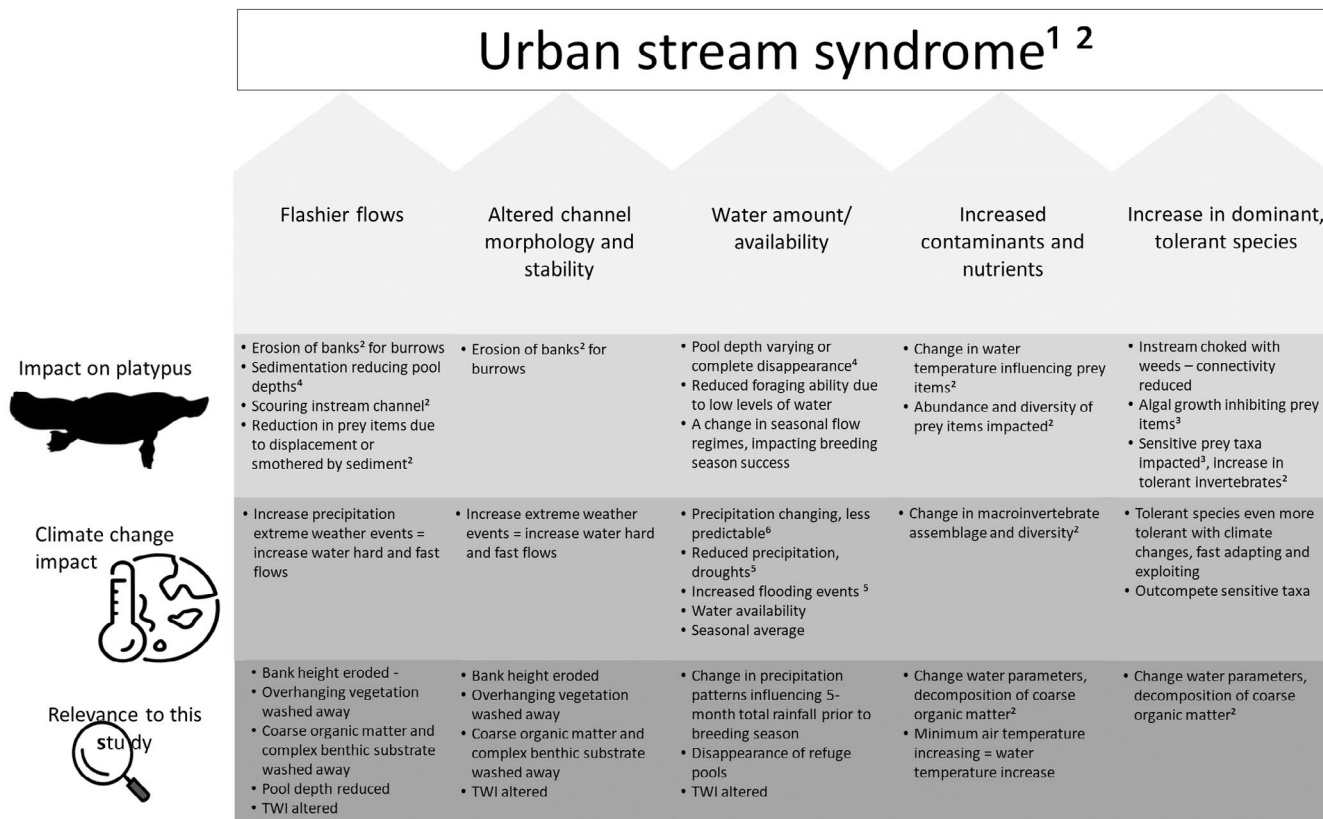 Urban stream syndrome¹ ²
Flashier flows
Altered channel
morphology and
stability
Water amount/
availability
Increased
contaminants and
nutrients
Increase in dominant,
tolerant species
Impact on platypus
• Erosion of banks² for burrows
• Sedimentation reducing pool
depths⁴
• Scouring instream channel²
• Reduction in prey items due
to displacement or
smothered by sediment²
• Erosion of banks² for
burrows
• Pool depth varying or
complete disappearance⁴
• Reduced foraging ability due
to low levels of water
• A change in seasonal flow
regimes, impacting breeding
season success
• Change in water
temperature influencing prey
items²
• Abundance and diversity of
prey items impacted²
• Instream choked with
weeds – connectivity
reduced
• Algal growth inhibiting prey
items³
• Sensitive prey taxa
impacted³, increase in
tolerant invertebrates²
Climate change
impact
• Increase precipitation
extreme weather events =
increase water hard and fast
flows
• Increase extreme weather
events = increase water hard
and fast flows
• Precipitation changing, less
predictable⁶
• Reduced precipitation,
droughts⁵
• Increased flooding events ⁵
• Water availability
• Seasonal average
• Change in macroinvertebrate
assemblage and diversity²
• Tolerant species even more
tolerant with climate
changes, fast adapting and
exploiting
• Outcompete sensitive taxa
Relevance to this
study
• Bank height eroded -
• Overhanging vegetation
washed away
• Coarse organic matter and
complex benthic substrate
washed away
• Pool depth reduced
• TWI altered
• Bank height eroded
• Overhanging vegetation
washed away
• Coarse organic matter and
complex benthic substrate
washed away
• TWI altered
• Change in precipitation
patterns influencing 5-
month total rainfall prior to
breeding season
• Disappearance of refuge
pools
• TWI altered
• Change water parameters,
decomposition of coarse
organic matter²
• Minimum air temperature
increasing = water
temperature increase
• Change water parameters,
decomposition of coarse
organic matter²